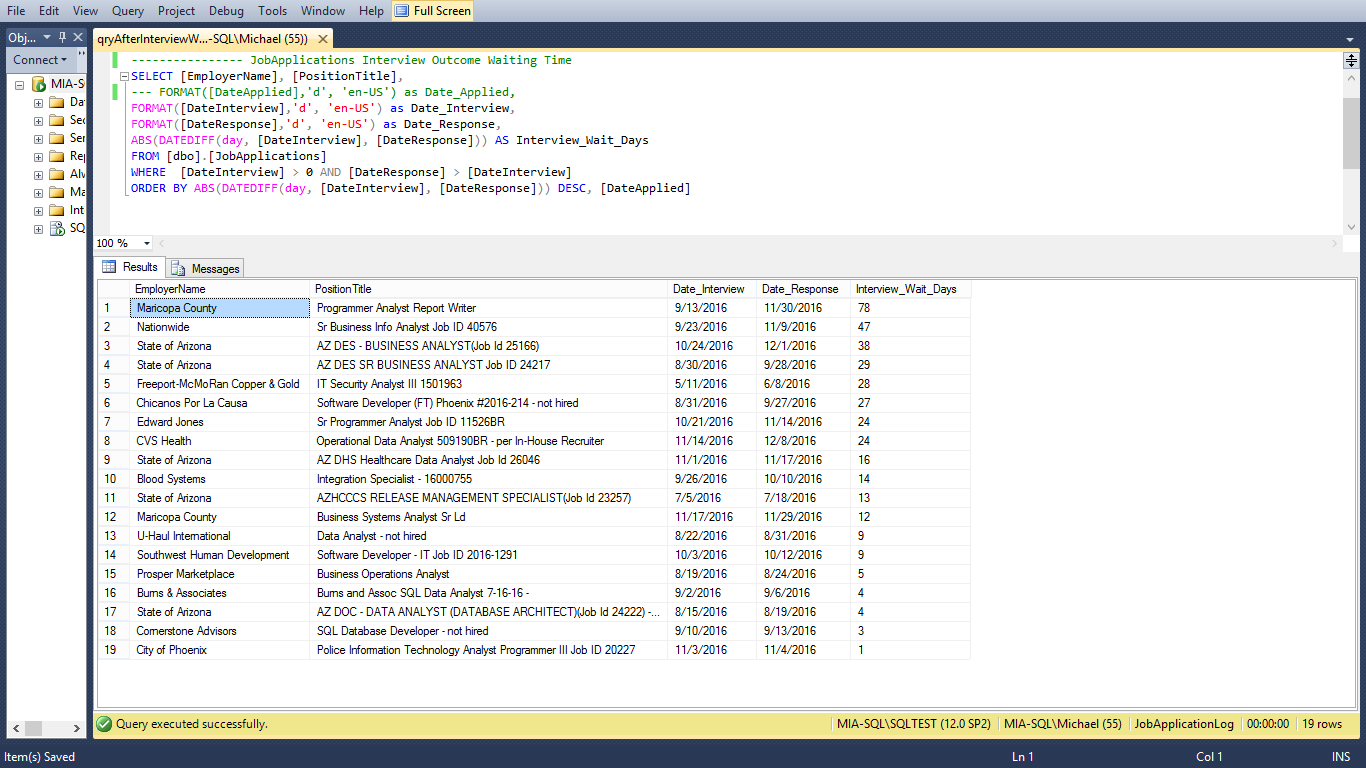 File Edit View Query Project Debug Tools Window Help Full Screen
Obj...
qryAfterInterviewW...-SQL\Michael (55))
Connect
MIA-S
Da
Sec
Ser
Rep
Alw
Ma
Int
SQ
--------------- JobApplications Interview Outcome Waiting Time
SELECT [EmployerName], [PositionTitle],
--- FORMAT([DateApplied],'d', 'en-US') as Date_Applied,
FORMAT([DateInterview],'d', 'en-US') as Date_Interview,
FORMAT([DateResponse],'d', 'en-US') as Date_Response,
ABS(DATEDIFF(day, [DateInterview], [DateResponse])) AS Interview_Wait_Days
FROM [dbo].[JobApplications]
WHERE  [DateInterview] > 0 AND [DateResponse] > [DateInterview]
ORDER BY ABS(DATEDIFF(day, [DateInterview], [DateResponse])) DESC, [DateApplied]
100 %
Results Messages
EmployerName PositionTitle Date_Interview Date_Response Interview_Wait_Days
1 Maricopa County Programmer Analyst Report Writer 9/13/2016 11/30/2016 78
2 Nationwide Sr Business Info Analyst Job ID 40576 9/23/2016 11/9/2016 47
3 State of Arizona AZ DES - BUSINESS ANALYST(Job Id 25166) 10/24/2016 12/1/2016 38
4 State of Arizona AZ DES SR BUSINESS ANALYST Job ID 24217 8/30/2016 9/28/2016 29
5 Freeport-McMoRan Copper & Gold IT Security Analyst III 1501963 5/11/2016 6/8/2016 28
6 Chicanos Por La Causa Software Developer (FT) Phoenix #2016-214 - not hired 8/31/2016 9/27/2016 27
7 Edward Jones Sr Programmer Analyst Job ID 11526BR 10/21/2016 11/14/2016 24
8 CVS Health Operational Data Analyst 509190BR - per In-House Recruiter 11/14/2016 12/8/2016 24
9 State of Arizona AZ DHS Healthcare Data Analyst Job Id 26046 11/1/2016 11/17/2016 16
10 Blood Systems Integration Specialist - 16000755 9/26/2016 10/10/2016 14
11 State of Arizona AZHCCCS RELEASE MANAGEMENT SPECIALIST(Job Id 23257) 7/5/2016 7/18/2016 13
12 Maricopa County Business Systems Analyst Sr Ld 11/17/2016 11/29/2016 12
13 U-Haul International Data Analyst - not hired 8/22/2016 8/31/2016 9
14 Southwest Human Development Software Developer - IT Job ID 2016-1291 10/3/2016 10/12/2016 9
15 Prosper Marketplace Business Operations Analyst 8/19/2016 8/24/2016 5
16 Burns & Associates Burns and Assoc SQL Data Analyst 7-16-16 - 9/2/2016 9/6/2016 4
17 State of Arizona AZ DOC - DATA ANALYST (DATABASE ARCHITECT)(Job Id 24222) -... 8/15/2016 8/19/2016 4
18 Cornerstone Advisors SQL Database Developer - not hired 9/10/2016 9/13/2016 3
19 City of Phoenix Police Information Technology Analyst Programmer III Job ID 20227 11/3/2016 11/4/2016 1
Query executed successfully. MIA-SQL\SQLTEST (12.0 SP2) MIA-SQL\Michael (55) JobApplicationLog 00:00:00 19 rows
Item(s) Saved Ln 1 Col 1 INS